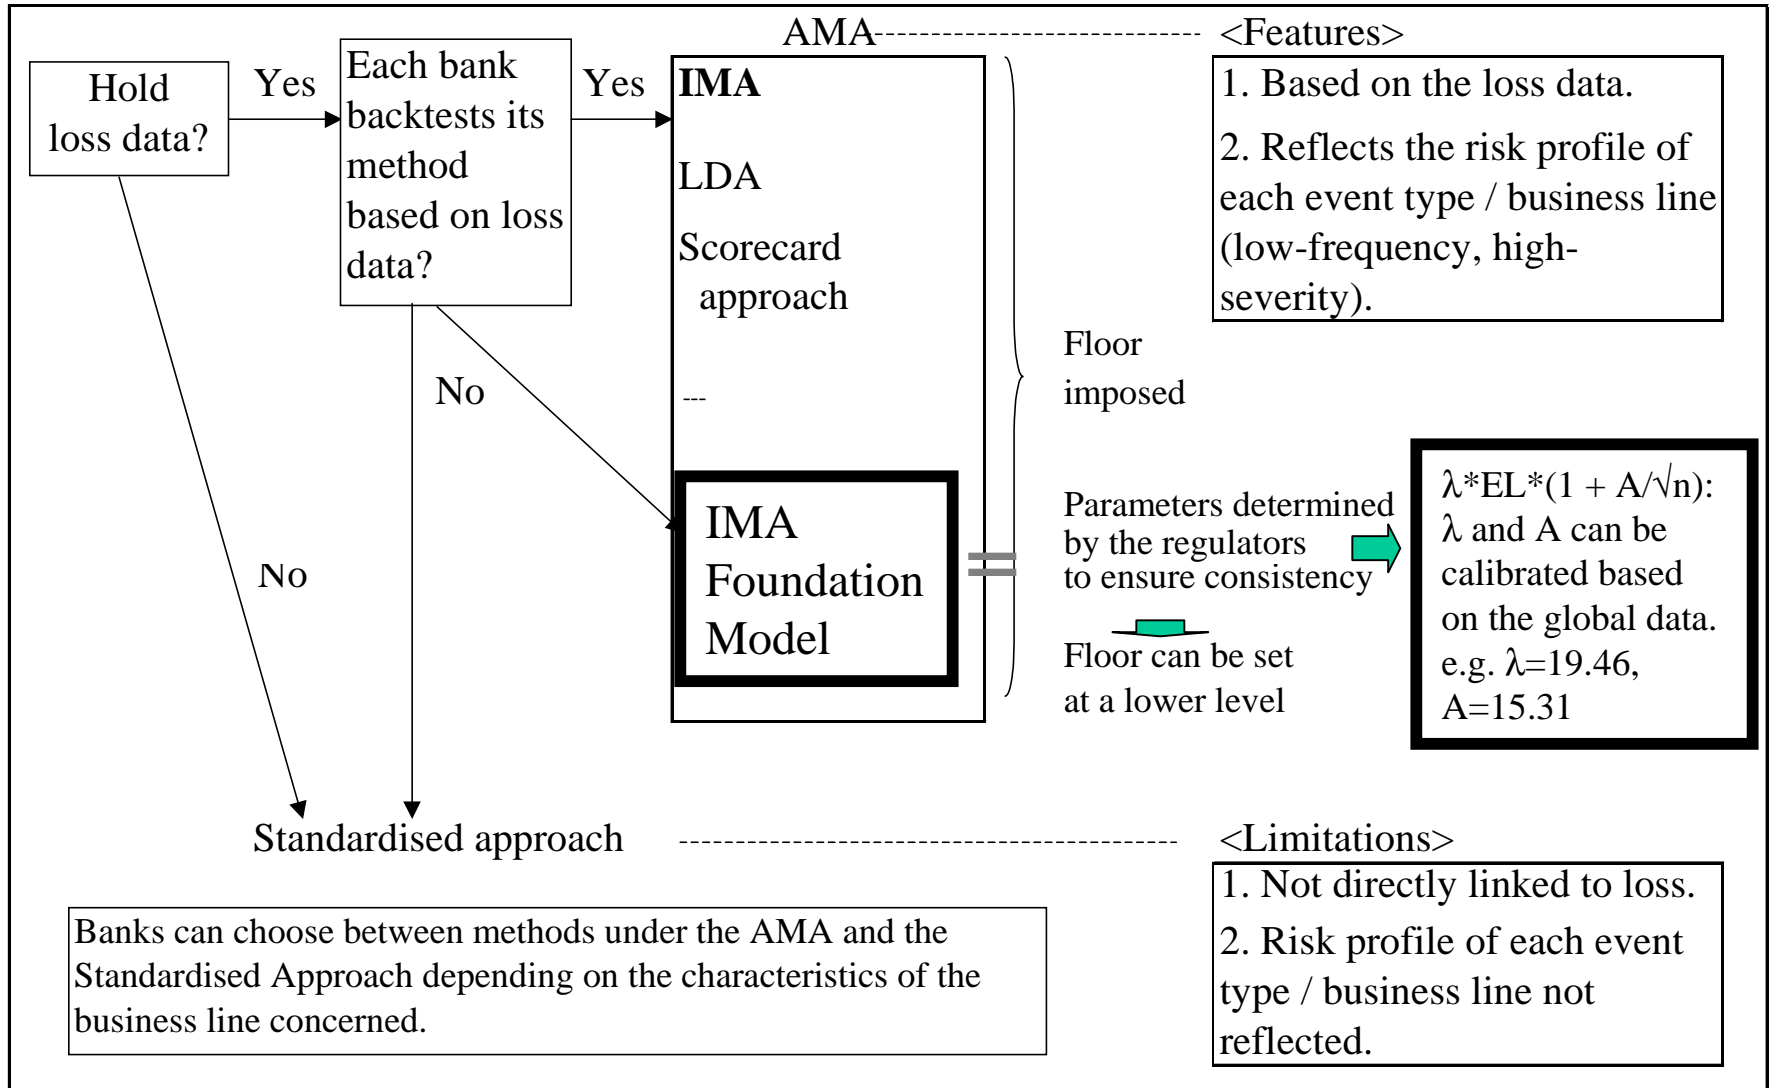 Hold
loss data?
Yes
Each bank
backtests its
method
based on loss
data?
Yes
AMA
IMA
LDA
Scorecard
approach
---
IMA
Foundation
Model
<Features>
1. Based on the loss data.
2. Reflects the risk profile of
each event type / business line
(low-frequency, high-
severity).
Floor
imposed
Parameters determined
by the regulators
to ensure consistency
Floor can be set
at a lower level
λ*EL*(1 + A/√n):
λ and A can be
calibrated based
on the global data.
e.g. λ=19.46,
A=15.31
No
No
Standardised approach
<Limitations>
1. Not directly linked to loss.
2. Risk profile of each event
type / business line not
reflected.
Banks can choose between methods under the AMA and the
Standardised Approach depending on the characteristics of the
business line concerned.